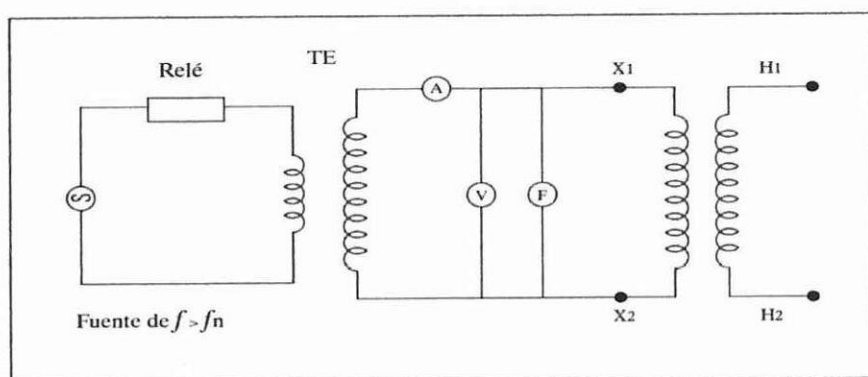 TE
Relé
A
X1
H1
V
F
S
X2
H2
Fuente de f > fn